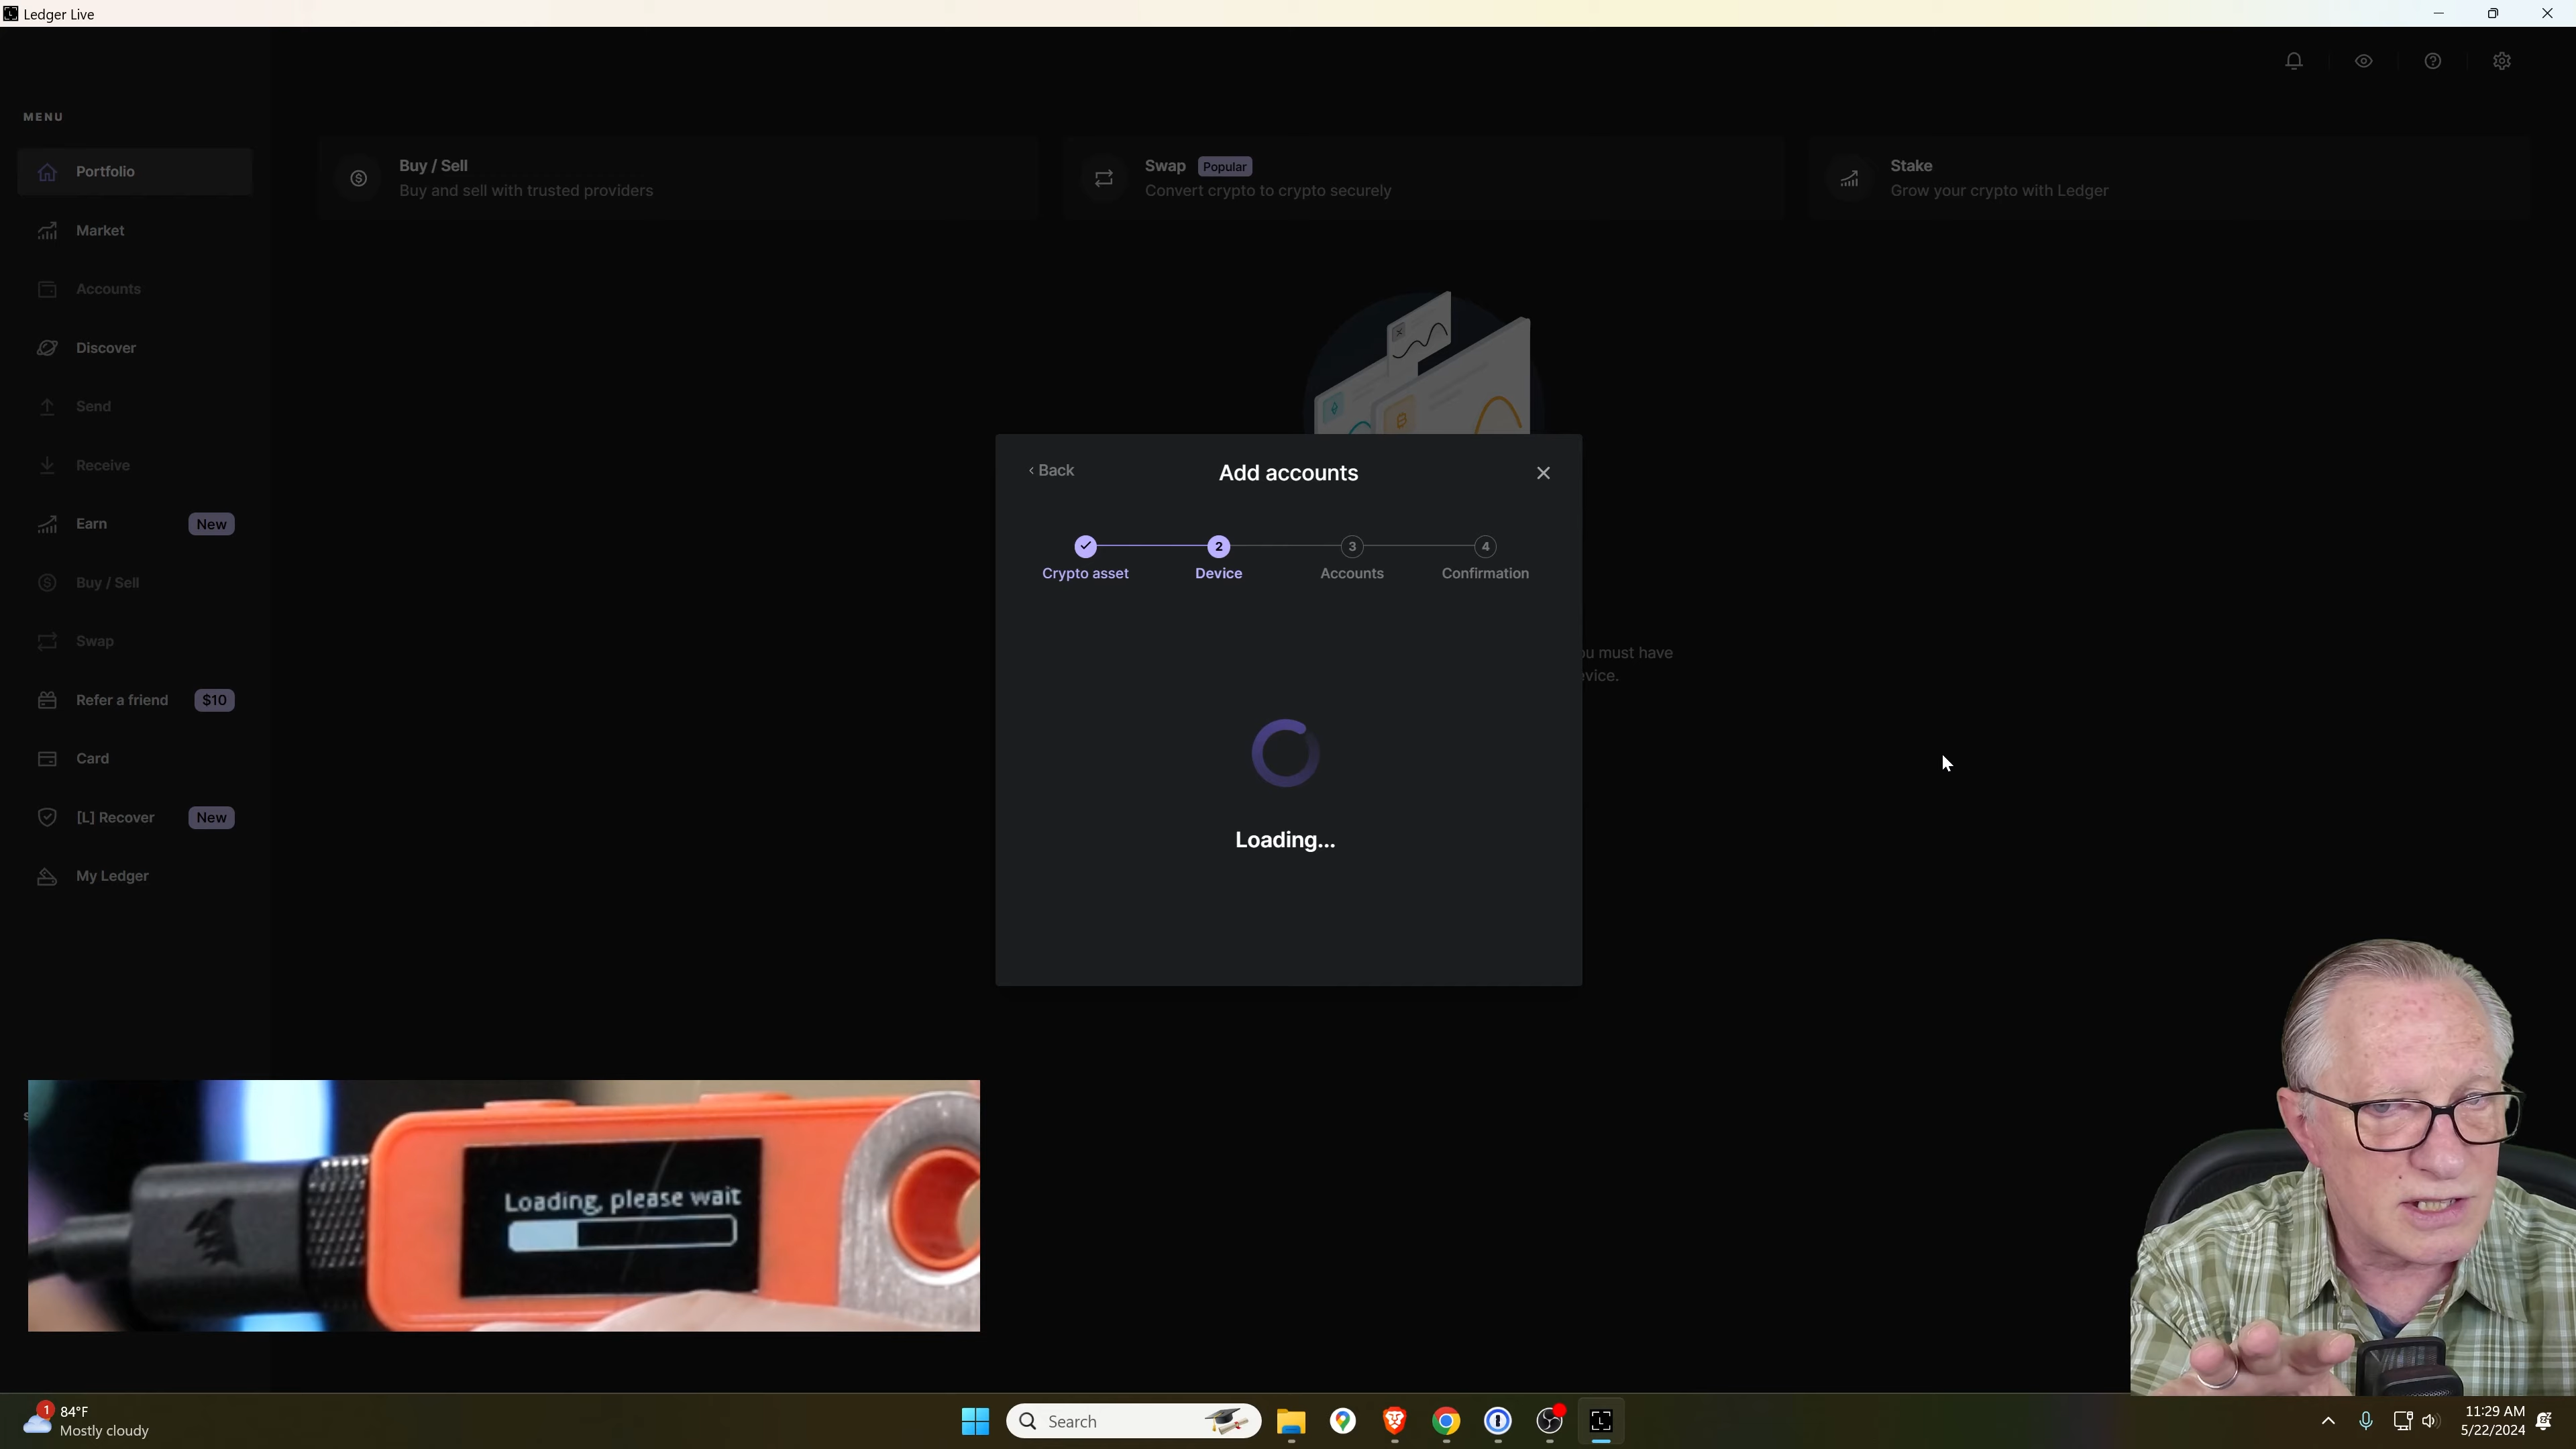 Ledger Live
MENU
Portfolio
Market
Accounts
Discover
Send
Receive
Earn New
Buy / Sell
Swap
Refer a friend $10
Card
[L] Recover New
My Ledger
Buy / Sell
Buy and sell with trusted providers
Swap Popular
Convert crypto to crypto securely
Stake
Grow your crypto with Ledger
ou must have
evice.
Back
Add accounts
2 3 4
Crypto asset Device Accounts Confirmation
Loading...
Loading, please wait
1
84°F
Mostly cloudy
Search
11:29 AM
5/22/2024